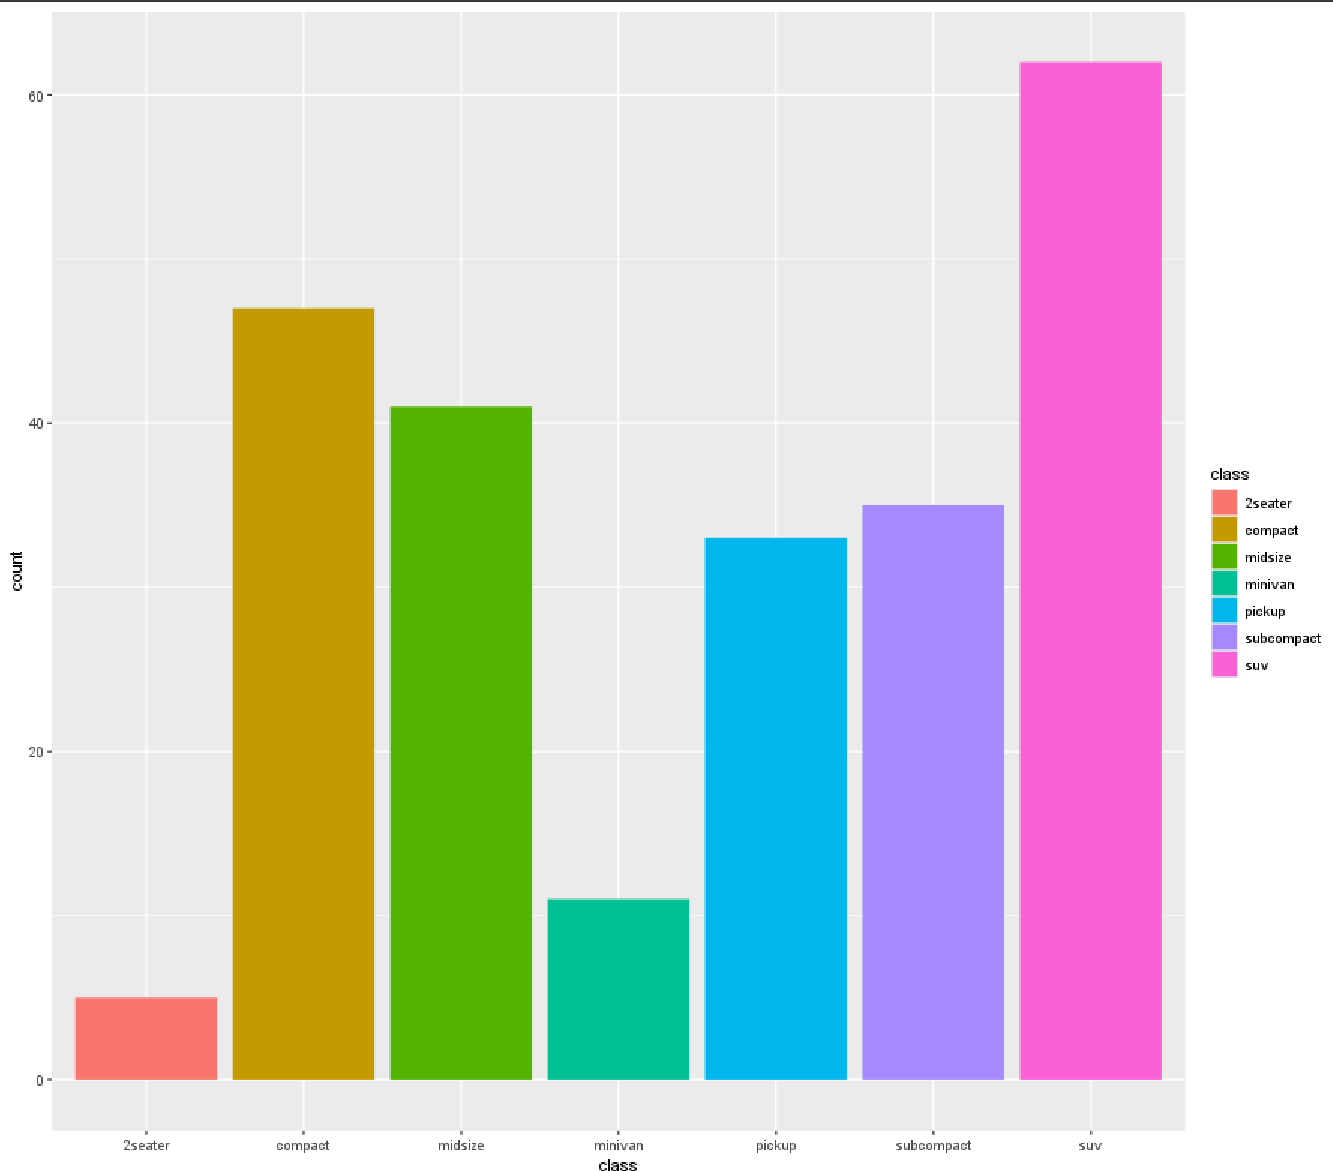 60
40
20
0
count
2seater
compact
midsize
minivan
pickup
subcompact
suv
class
class
2seater
compact
midsize
minivan
pickup
subcompact
suv